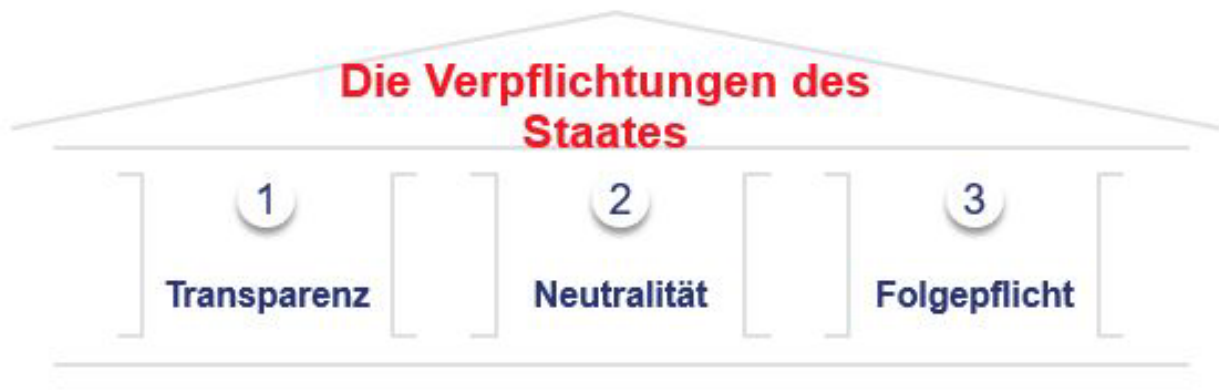 Die Verpflichtungen des
Staates
1
2
3
Transparenz
Neutralität
Folgepflicht